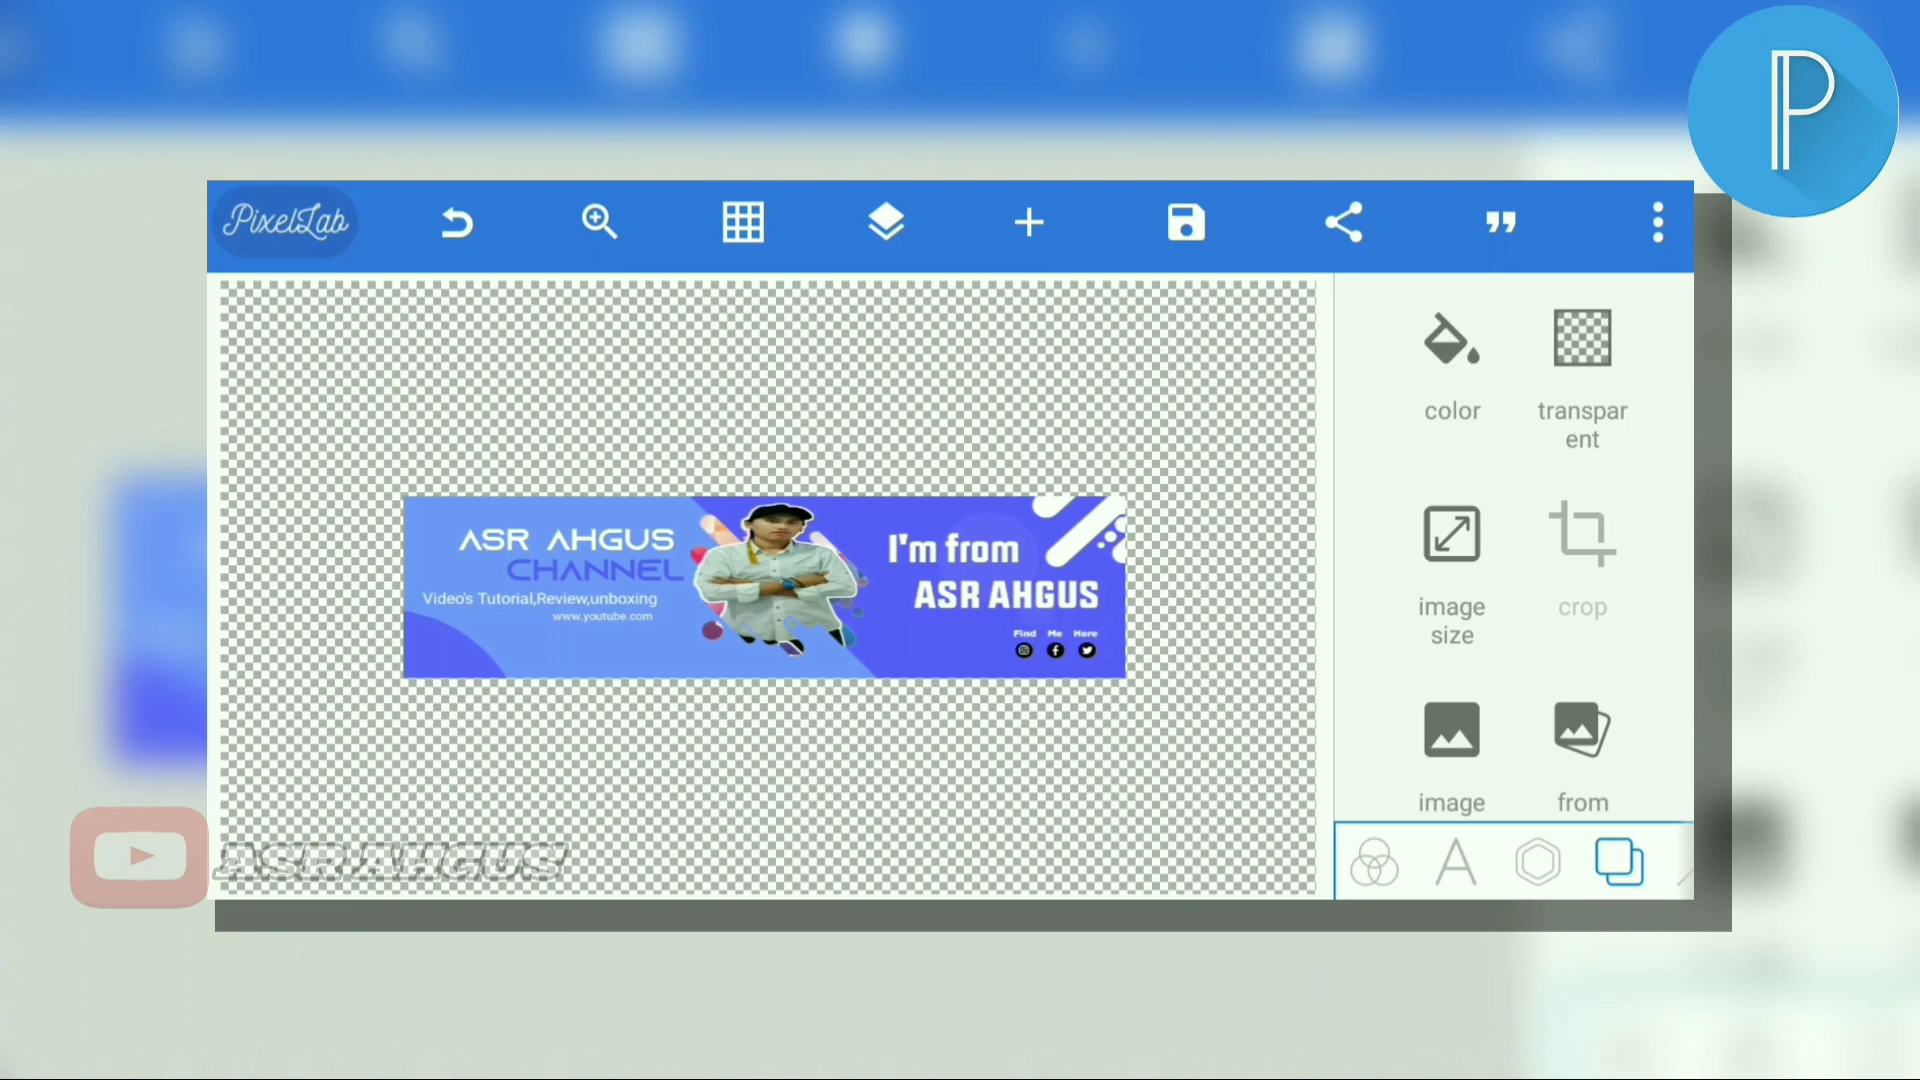 PixelLab
color
transpar
ent
image
size
crop
image
from
ASR AHGUS
CHANNEL
Video's Tutorial,Review,unboxing
www.youtube.com
I'm from
ASR AHGUS
Find Me Here
ASR AHGUS